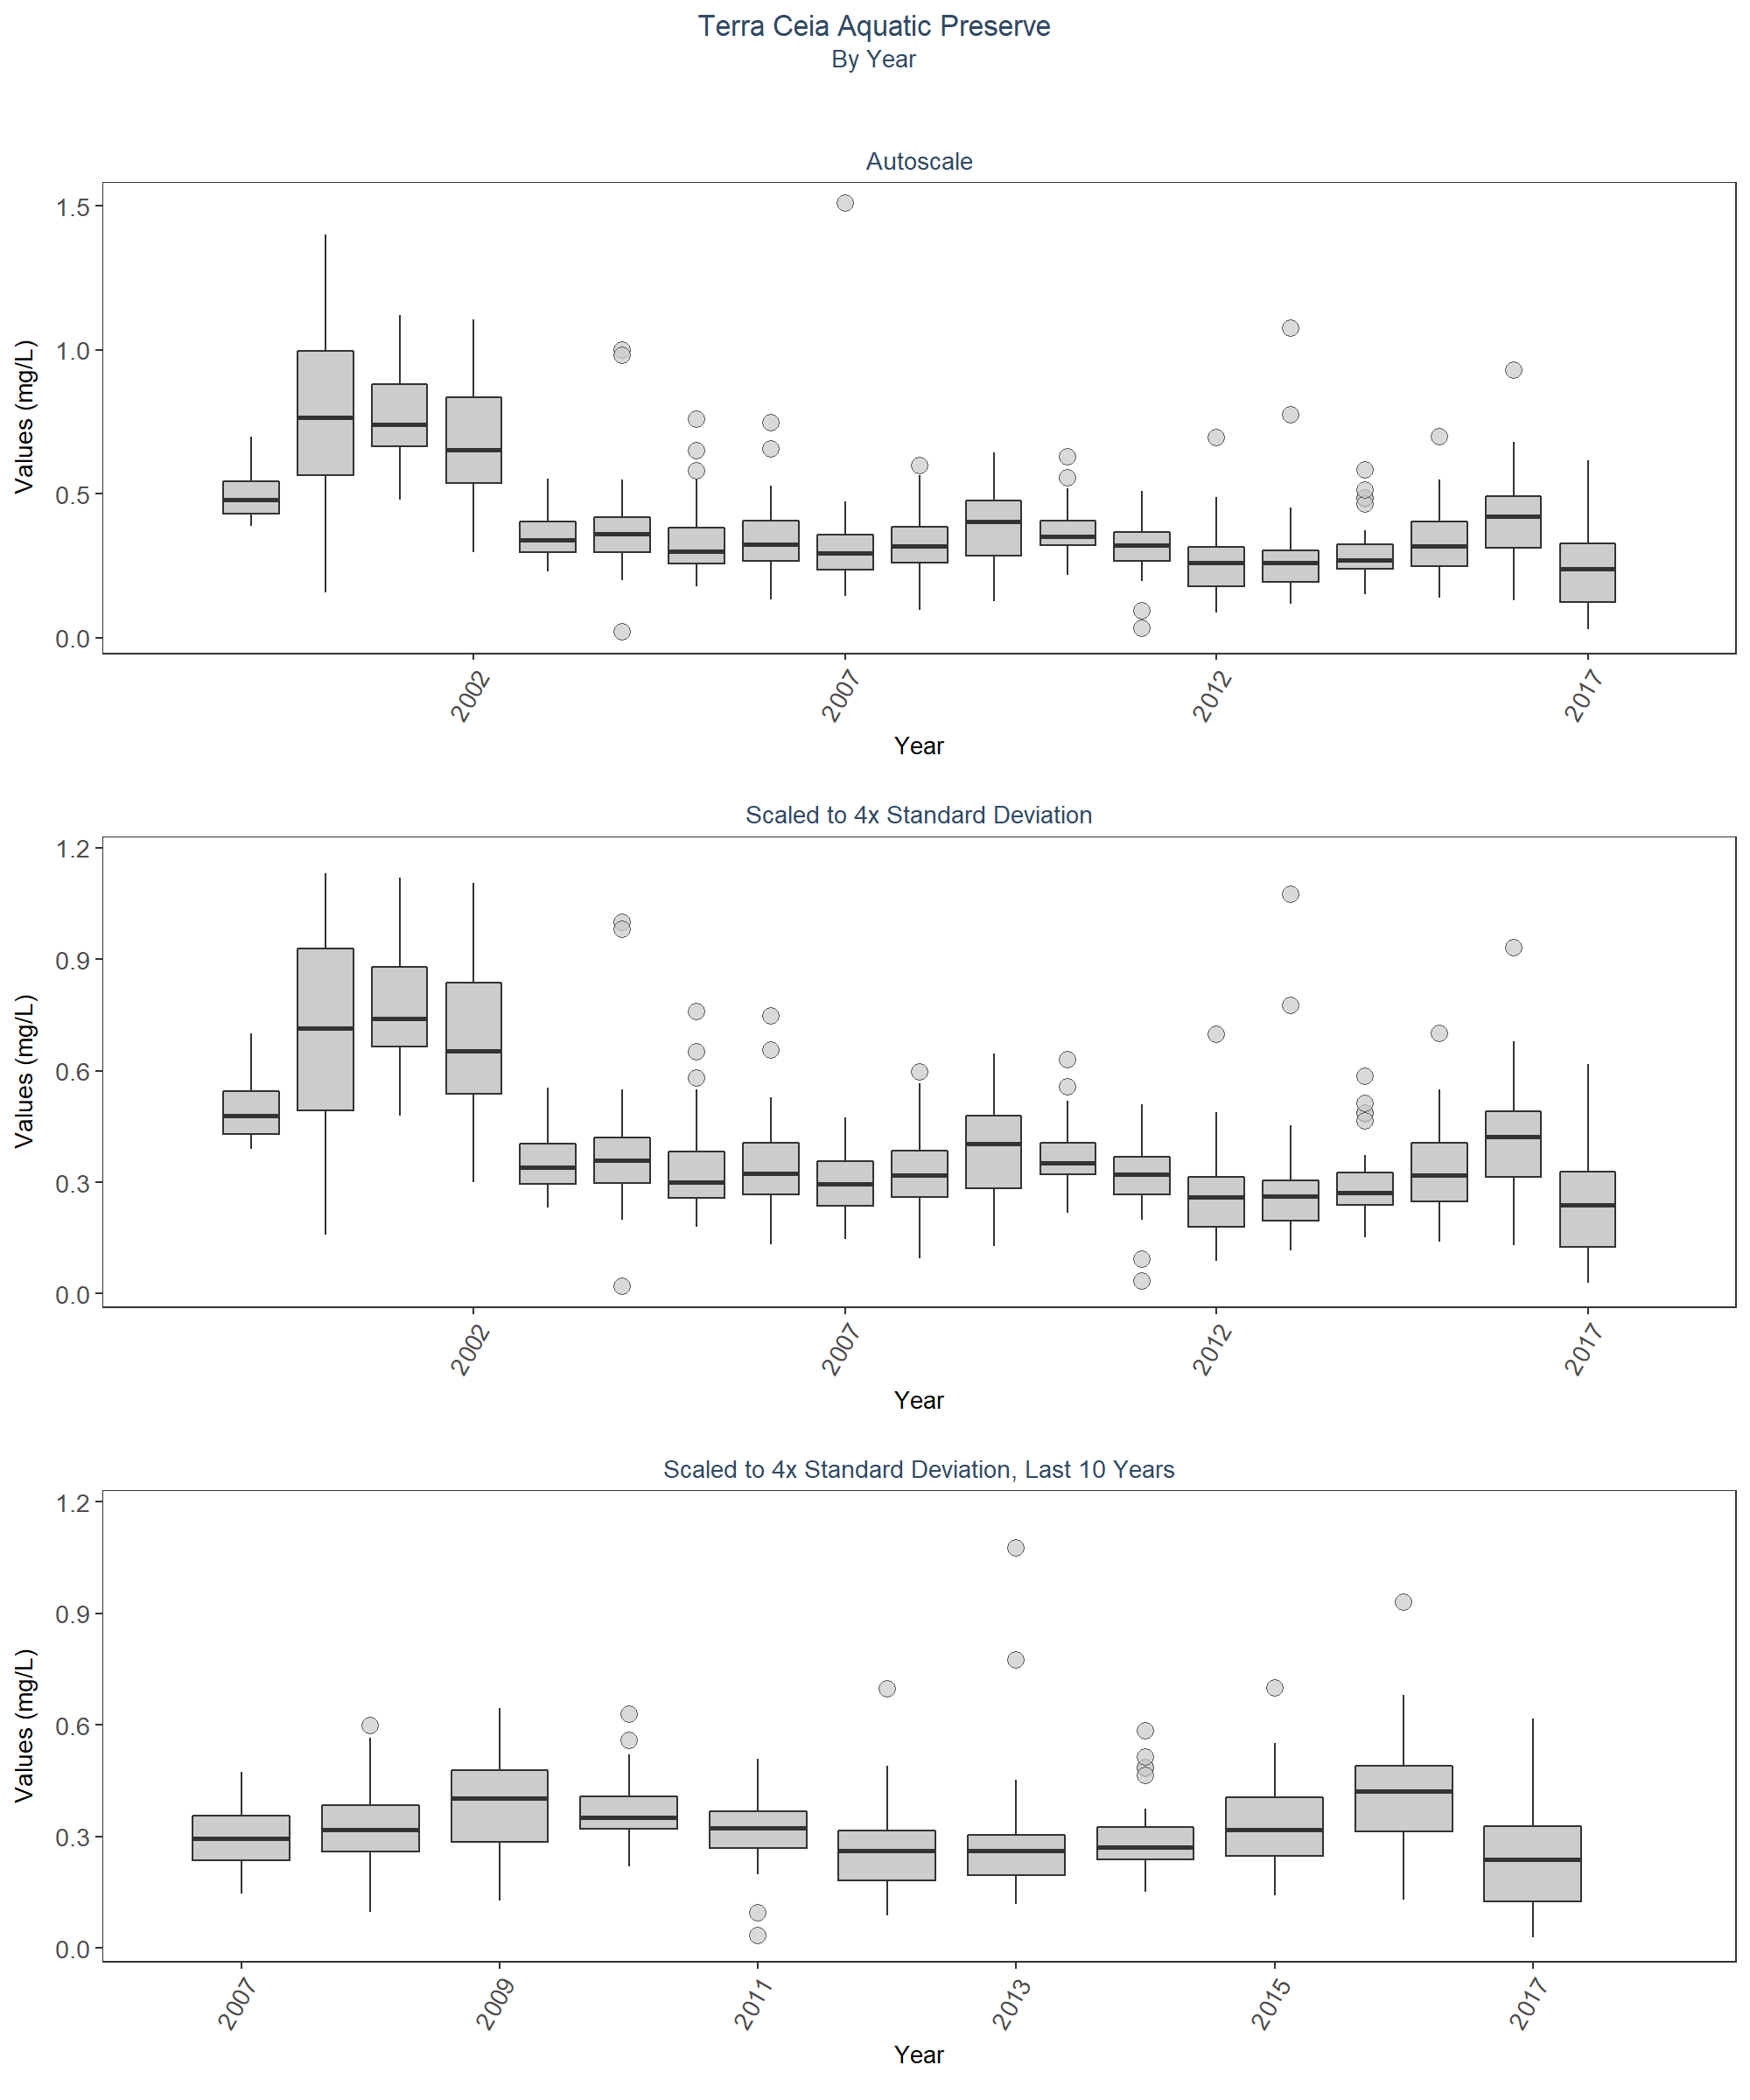 Terra Ceia Aquatic Preserve
By Year
Autoscale
Values (mg/L)
1.5
1.0
0.5
0.0
2002 2007 2012 2017
Year
Scaled to 4x Standard Deviation
Values (mg/L)
1.2
0.9
0.6
0.3
0.0
2002 2007 2012 2017
Year
Scaled to 4x Standard Deviation, Last 10 Years
Values (mg/L)
1.2
0.9
0.6
0.3
0.0
2007 2009 2011 2013 2015 2017
Year